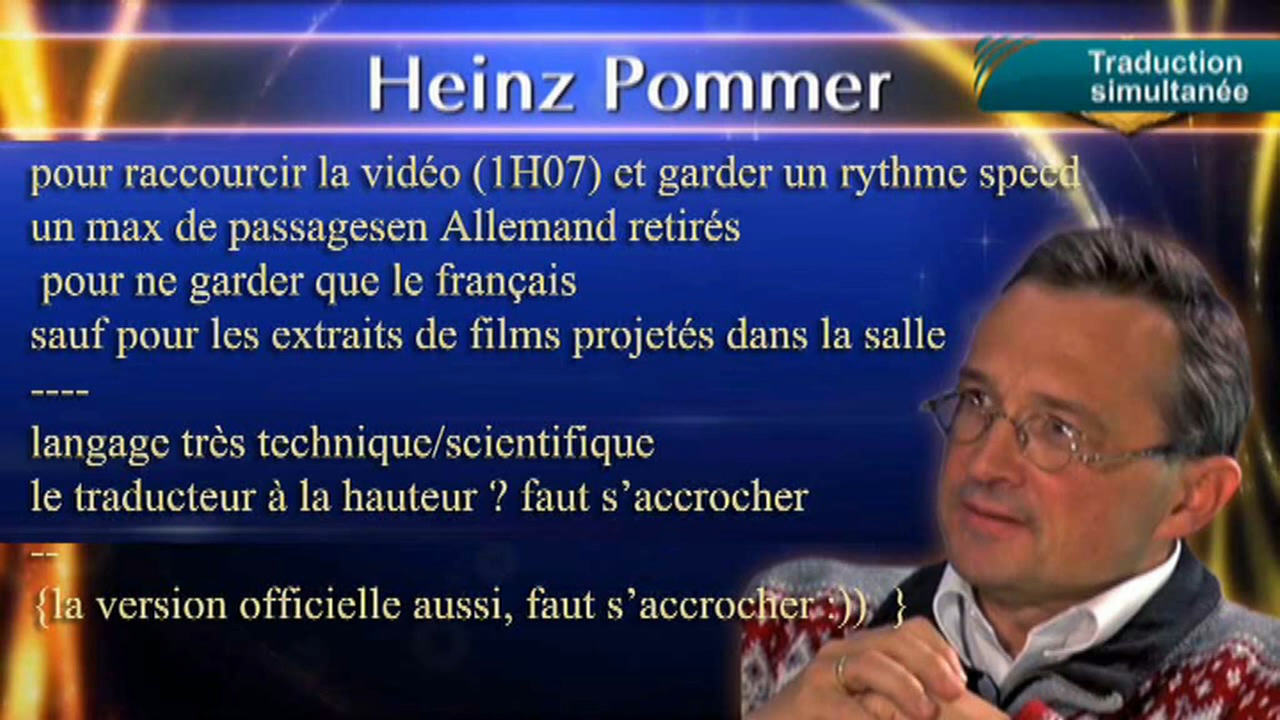 Heinz Pommer
Traduction
simultanée
pour raccourcir la vidéo (1H07) et garder un rythme speed
un max de passagesen Allemand retirés
pour ne garder que le français
sauf pour les extraits de films projetés dans la salle
----
langage très technique/scientifique
le traducteur à la hauteur ? faut s’accrocher
--
{la version officielle aussi, faut s’accrocher :)) }